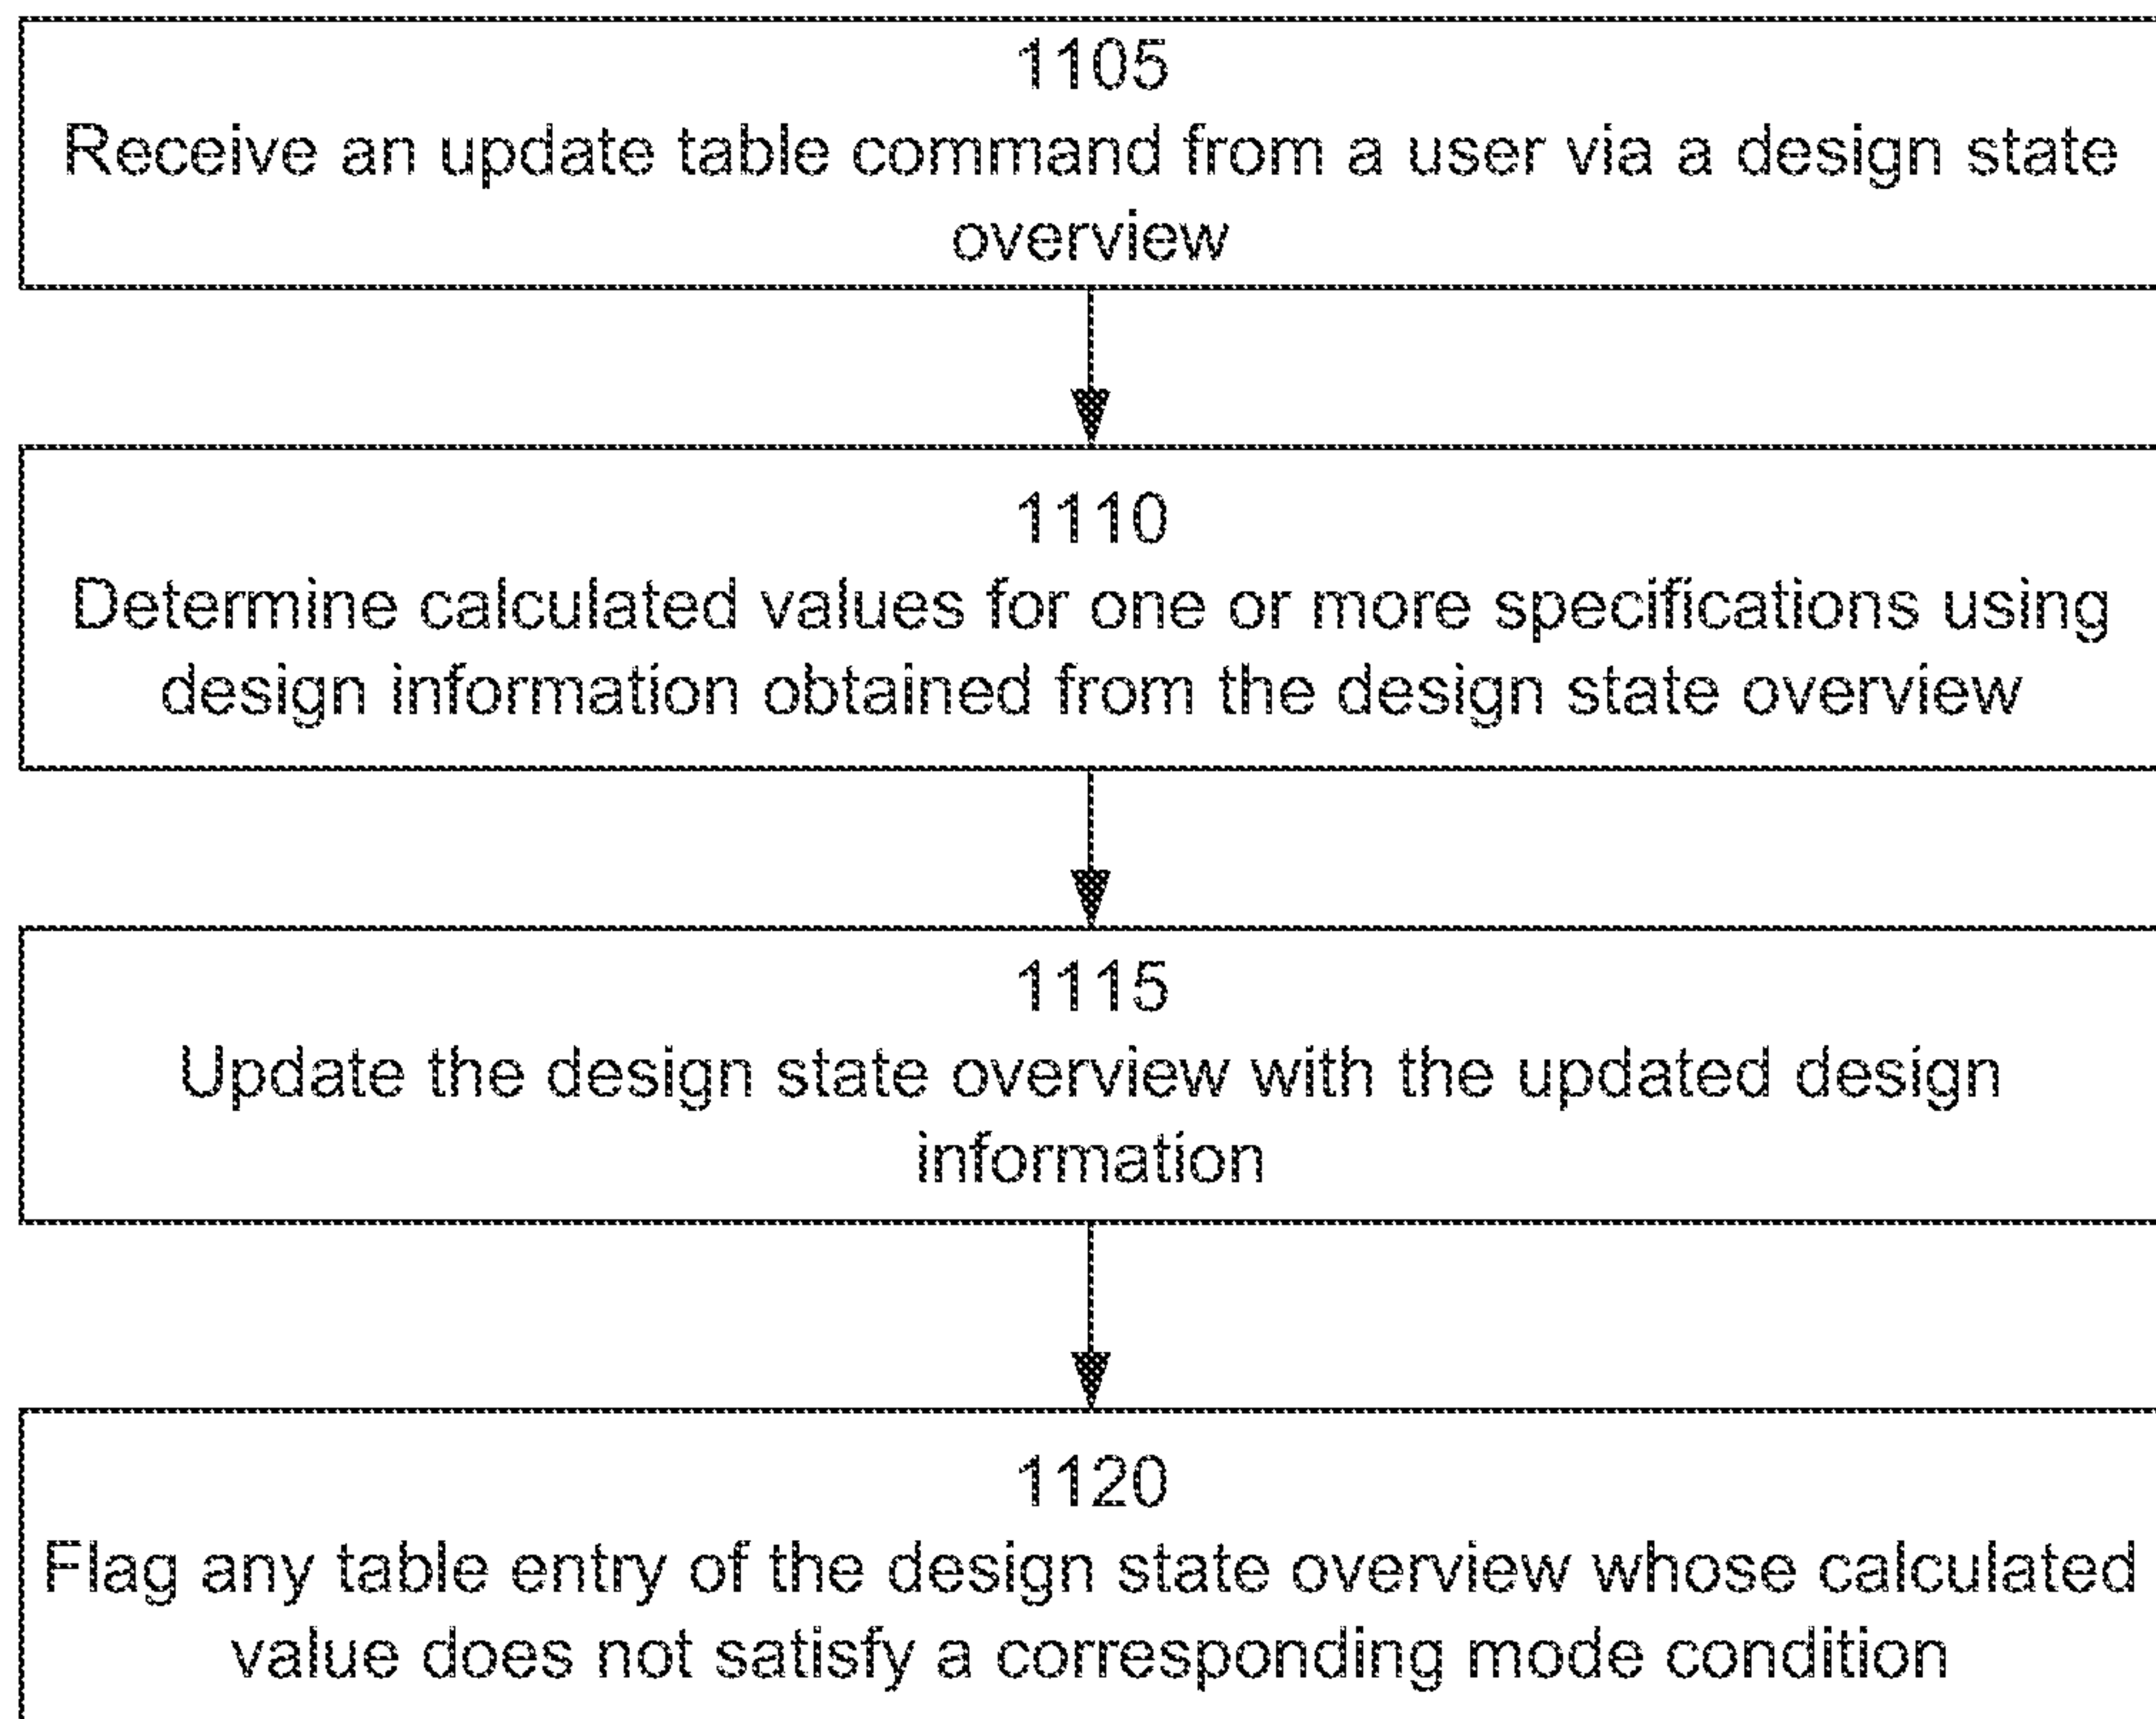 1105
Receive an update table command from a user via a design state
overview
1110
Determine calculated values for one or more specifications using
design information obtained from the design state overview
1115
Update the design state overview with the updated design
information
1120
Flag any table entry of the design state overview whose calculated
value does not satisfy a corresponding mode condition